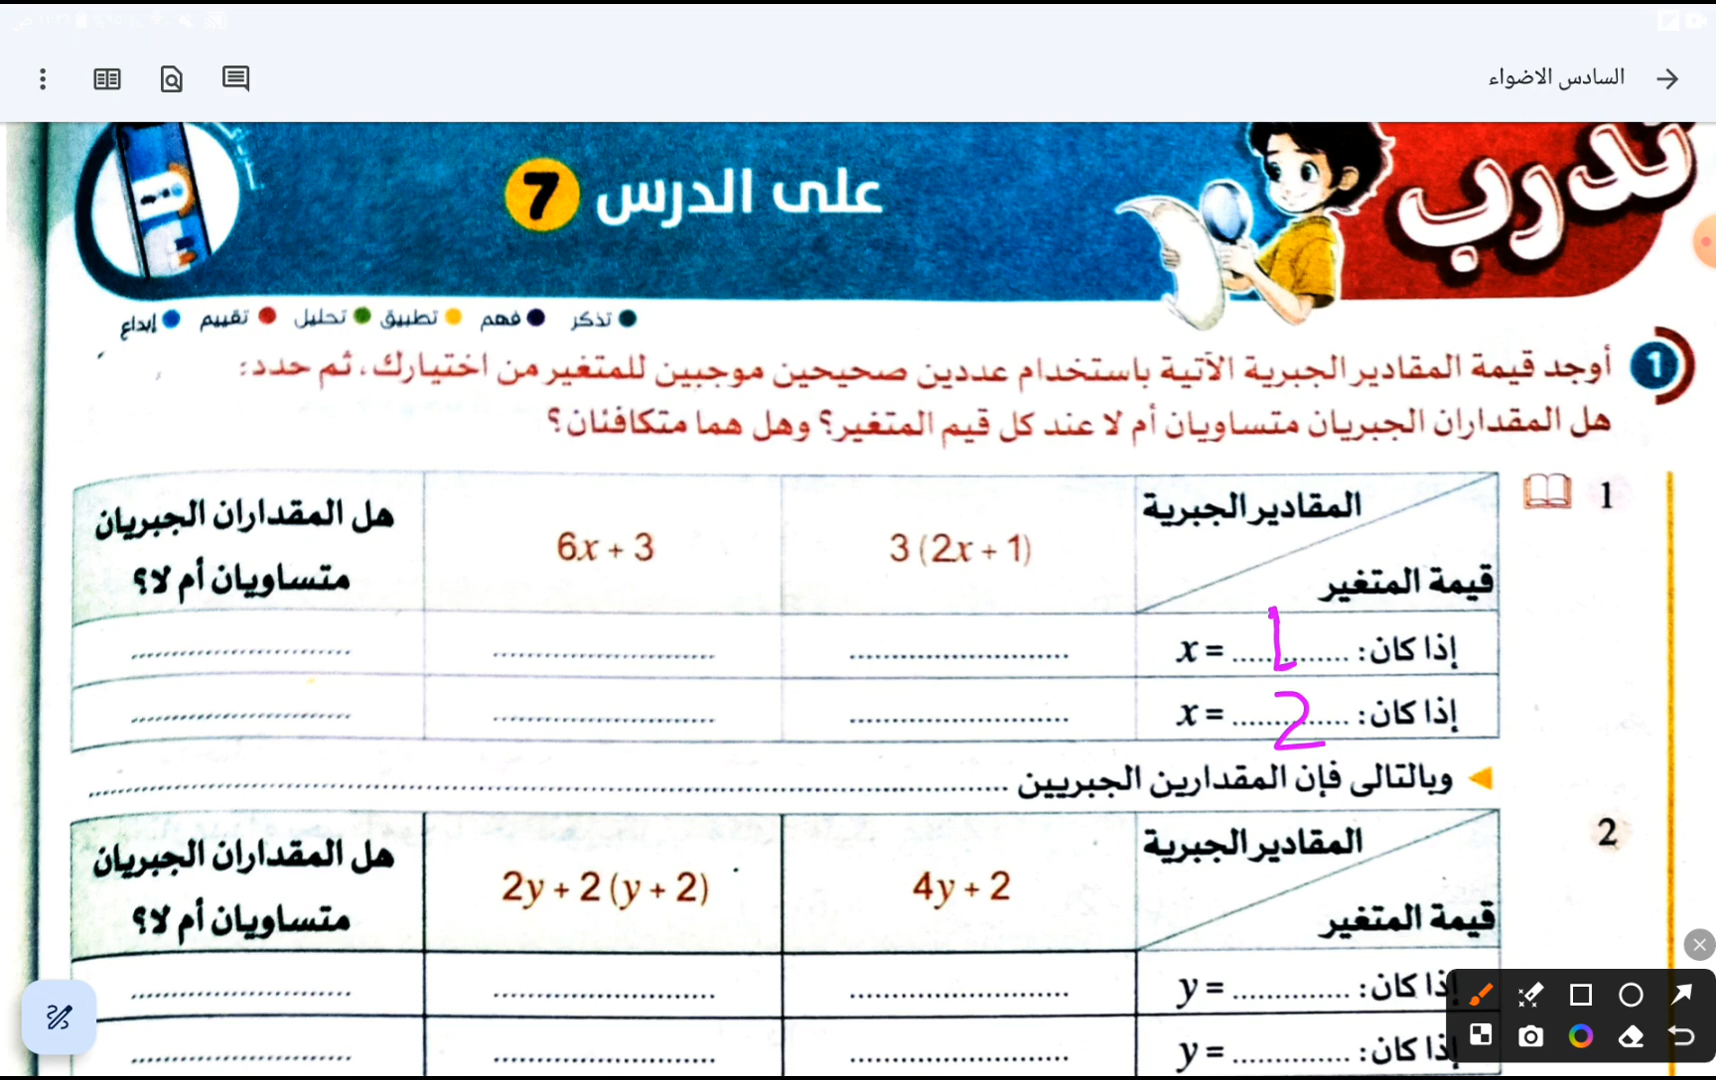 السادس الاضواء
تدرب
على الدرس 7
تذكر فهم تطبيق تحليل تقييم إبداع
1 أوجد قيمة المقادير الجبرية الآتية باستخدام عددين صحيحين موجبين للمتغير من اختيارك، ثم حدد:
هل المقداران الجبريان متساويان أم لا عند كل قيم المتغير؟ وهل هما متكافئان؟
1
المقادير الجبرية
قيمة المتغير
3 (2x + 1)
6x + 3
هل المقداران الجبريان
متساويان أم لا؟
إذا كان: x = 1
إذا كان: x = 2
وبالتالى فإن المقدارين الجبريين ........
2
المقادير الجبرية
قيمة المتغير
4y + 2
2y + 2 (y + 2)
هل المقداران الجبريان
متساويان أم لا؟
إذا كان: y = ........
إذا كان: y = ........